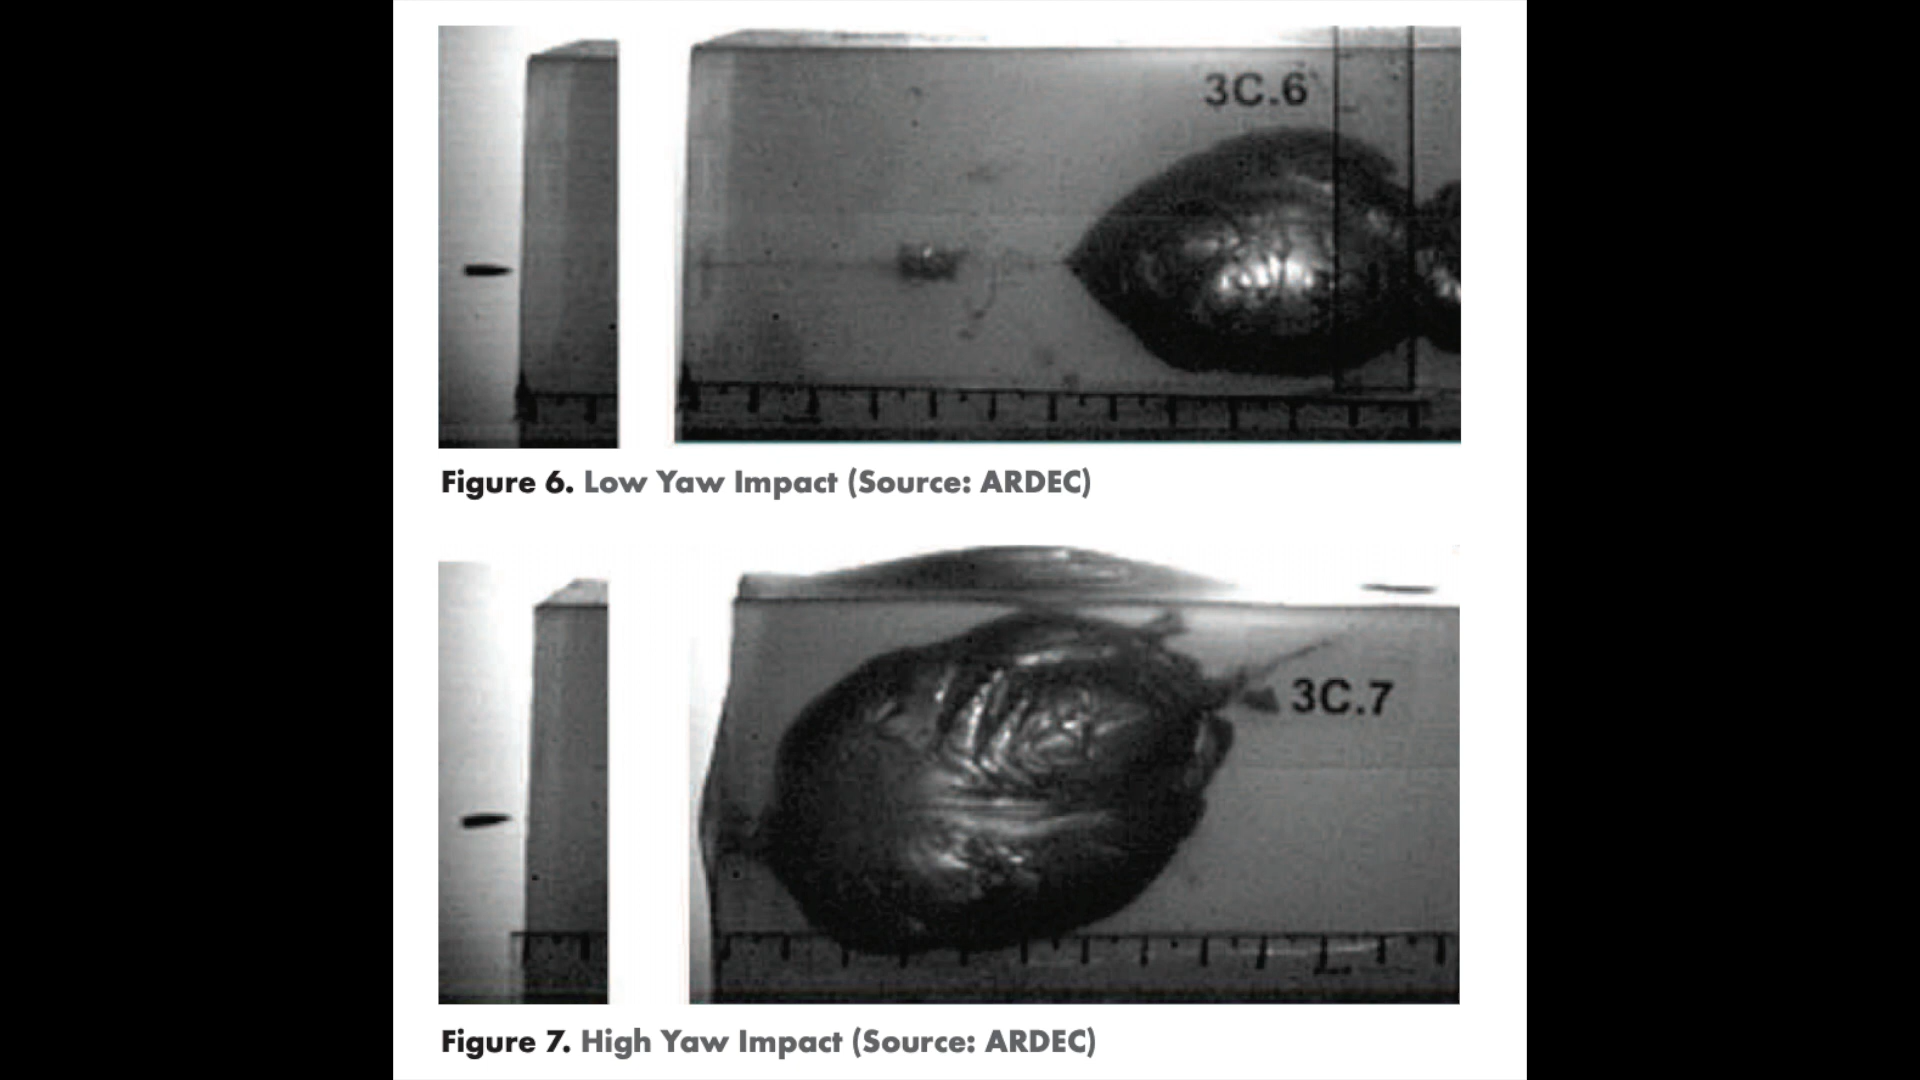 3C.6
Figure 6. Low Yaw Impact (Source: ARDEC)
3C.7
Figure 7. High Yaw Impact (Source: ARDEC)